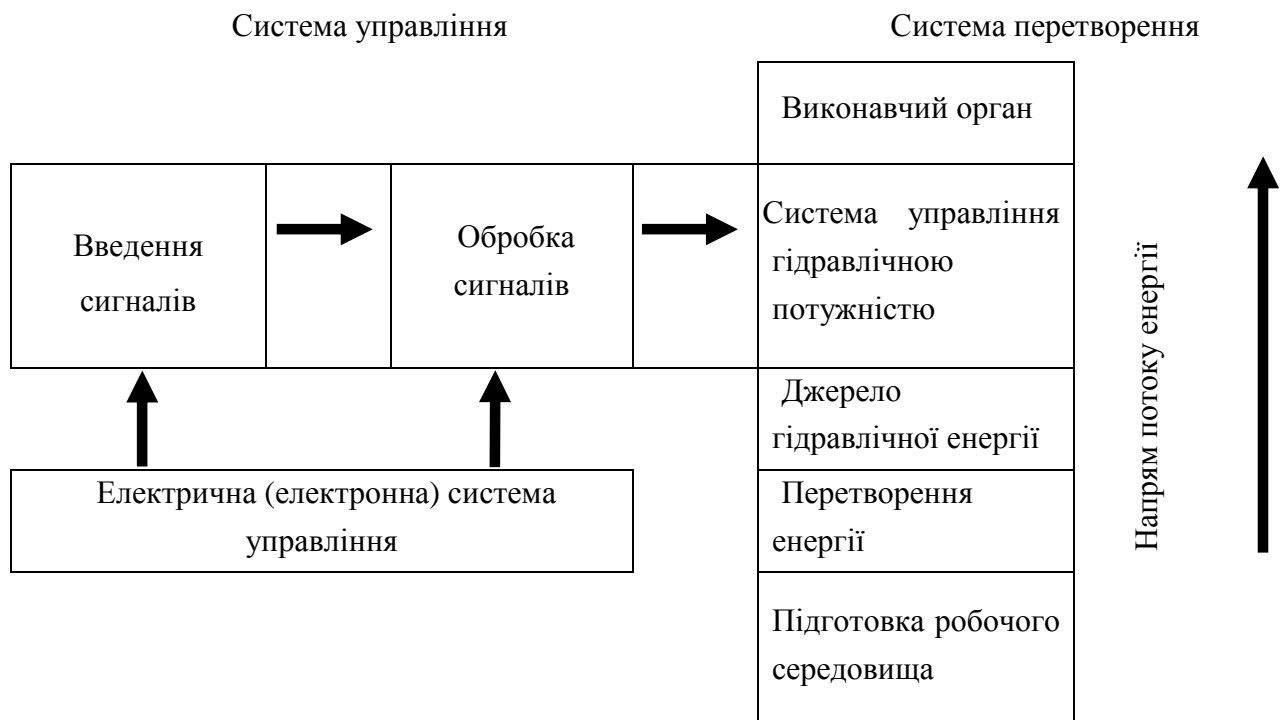 Система управління
Система перетворення
Виконавчий орган
Введення
сигналів
Обробка
сигналів
Система управління
гідравлічною
потужністю
Джерело
гідравлічної енергії
Електрична (електронна) система
управління
Перетворення
енергії
Підготовка робочого
середовища
Напрям потоку енергії